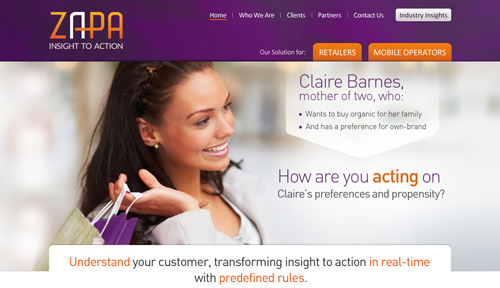 ZAPA
INSIGHT TO ACTION
Home | Who We Are | Clients | Partners | Contact Us Industry Insights
Our Solution for: RETAILERS MOBILE OPERATORS
Claire Barnes,
mother of two, who:
• Wants to buy organic for her family
• And has a preference for own-brand
How are you acting on
Claire's preferences and propensity?
Understand your customer, transforming insight to action in real-time
with predefined rules.